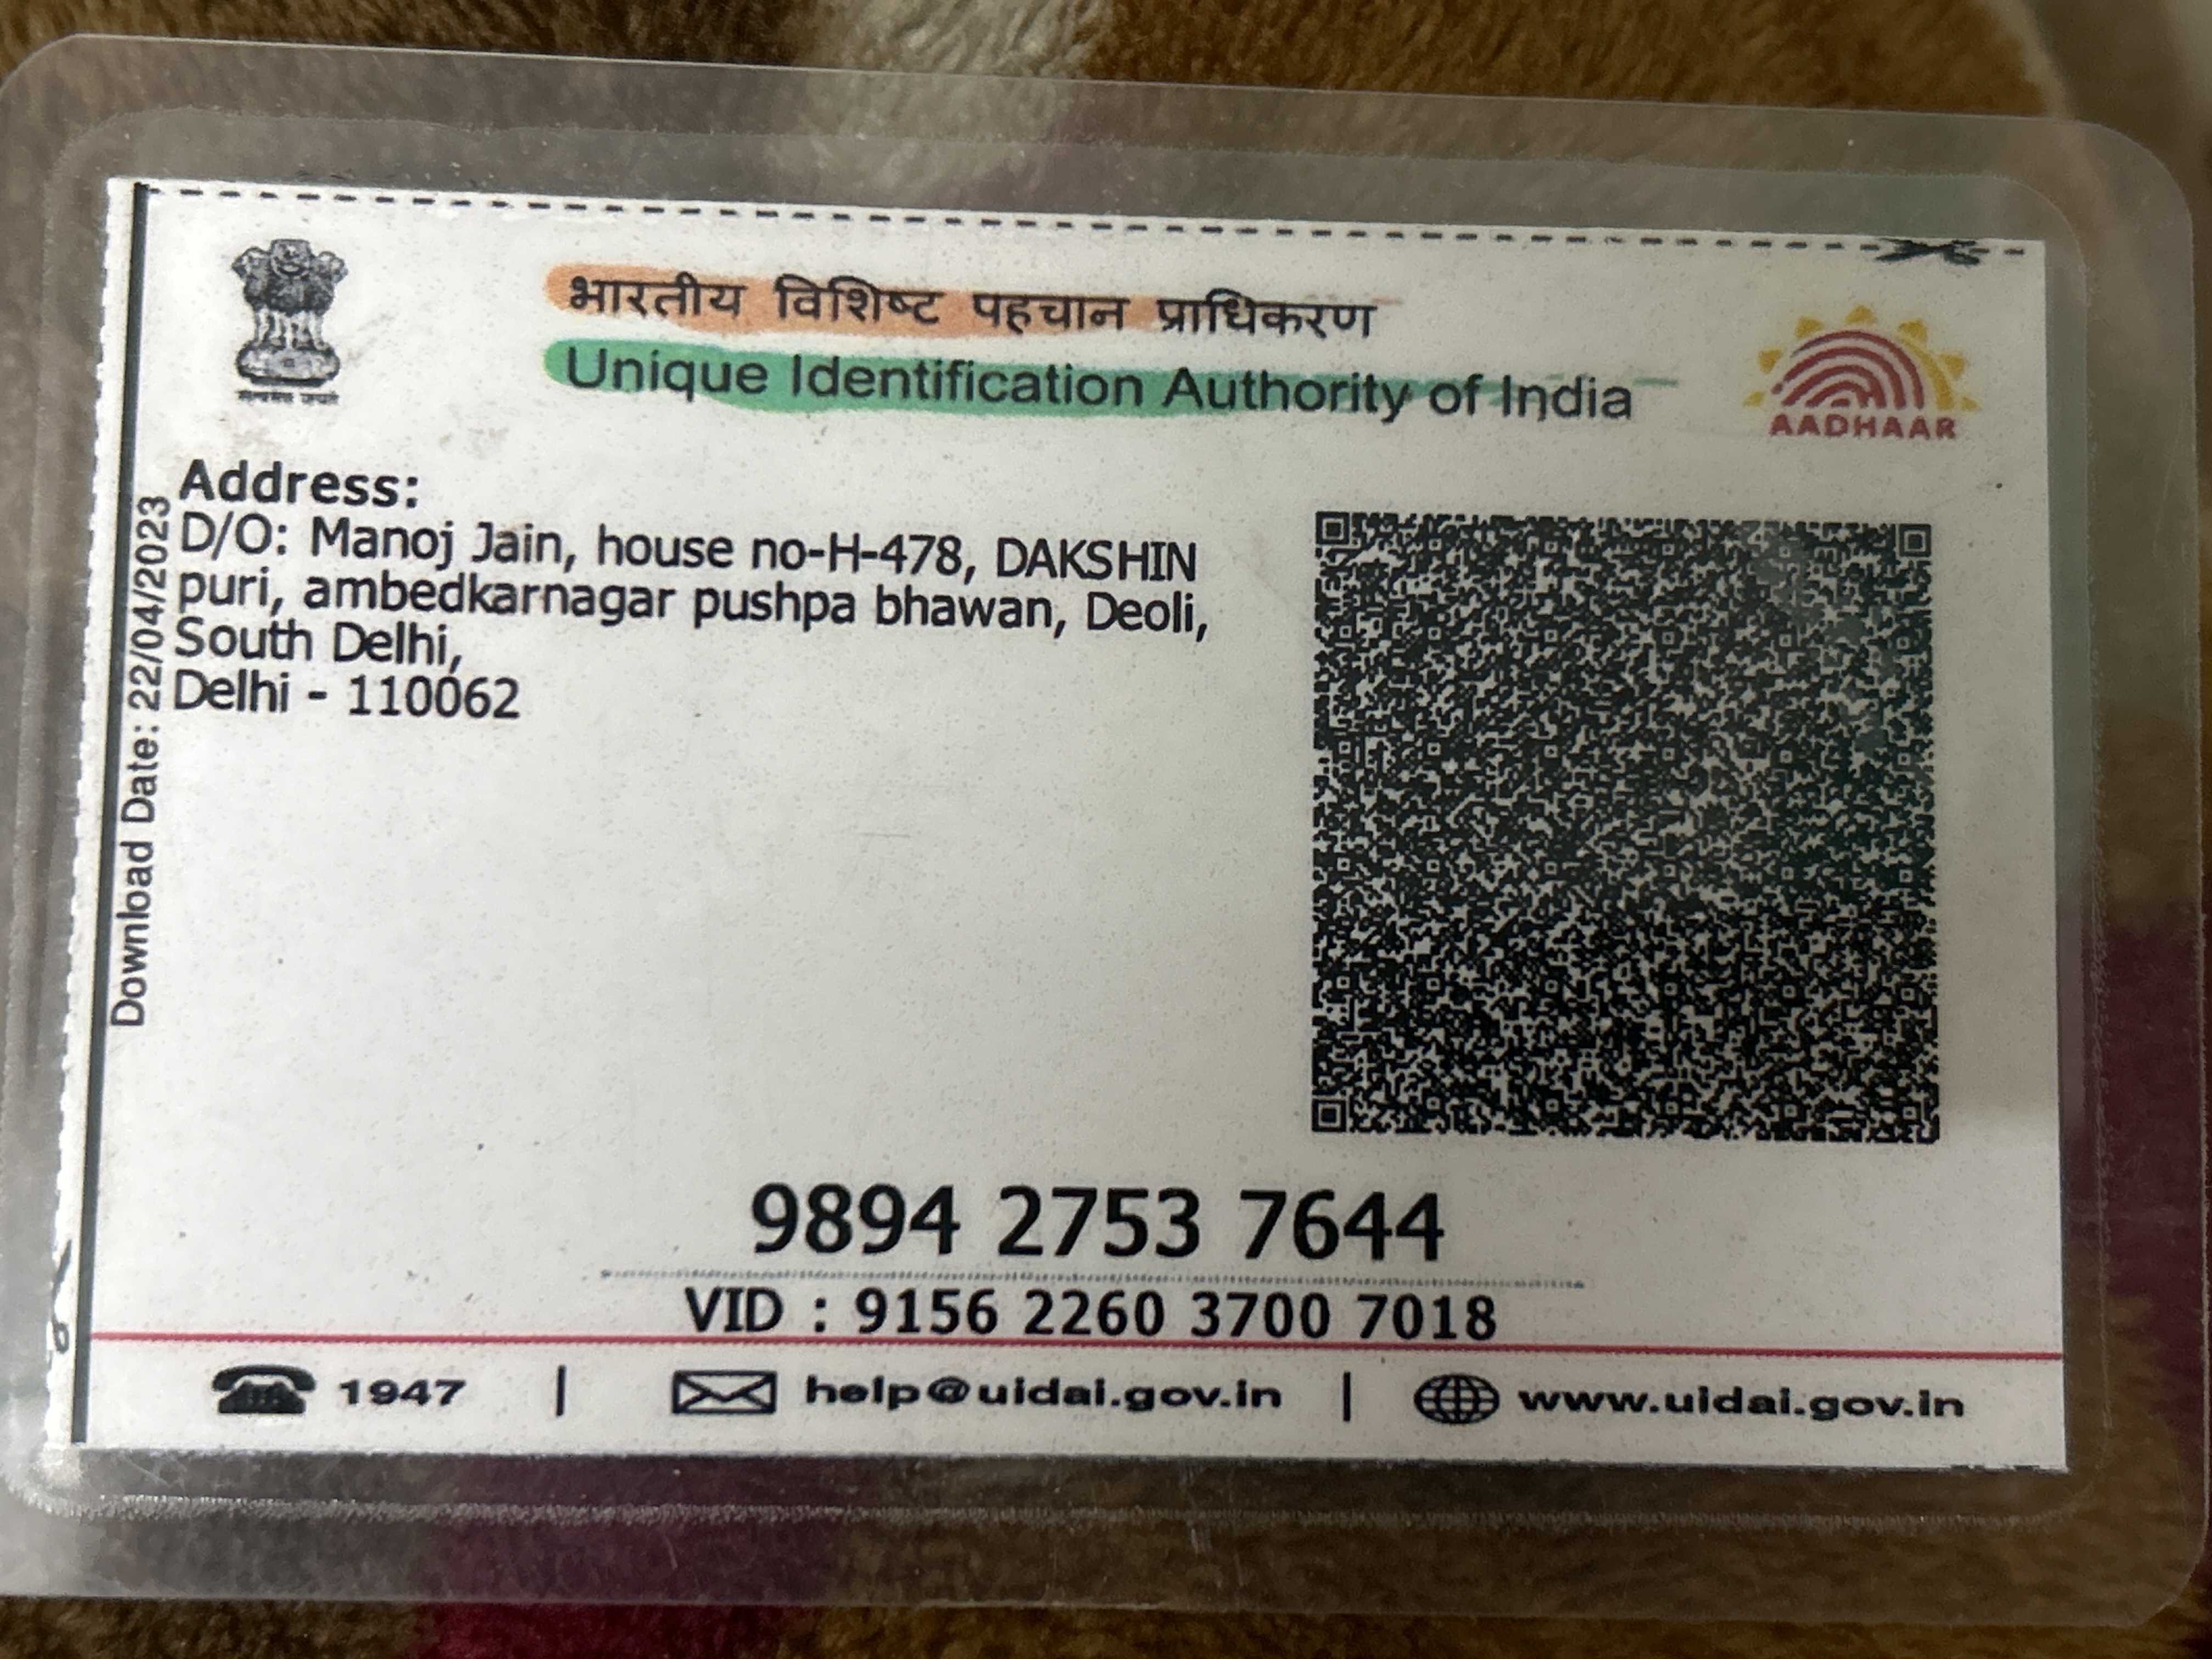 भारतीय विशिष्ट पहचान प्राधिकरण
Unique Identification Authority of India
AADHAAR
Address:
D/O: Manoj Jain, house no-H-478, DAKSHIN
puri, ambedkarnagar pushpa bhawan, Deoli,
South Delhi,
Delhi - 110062
Download Date: 22/04/2023
9894 2753 7644
VID : 9156 2260 3700 7018
1947 | help@uidai.gov.in | www.uidai.gov.in